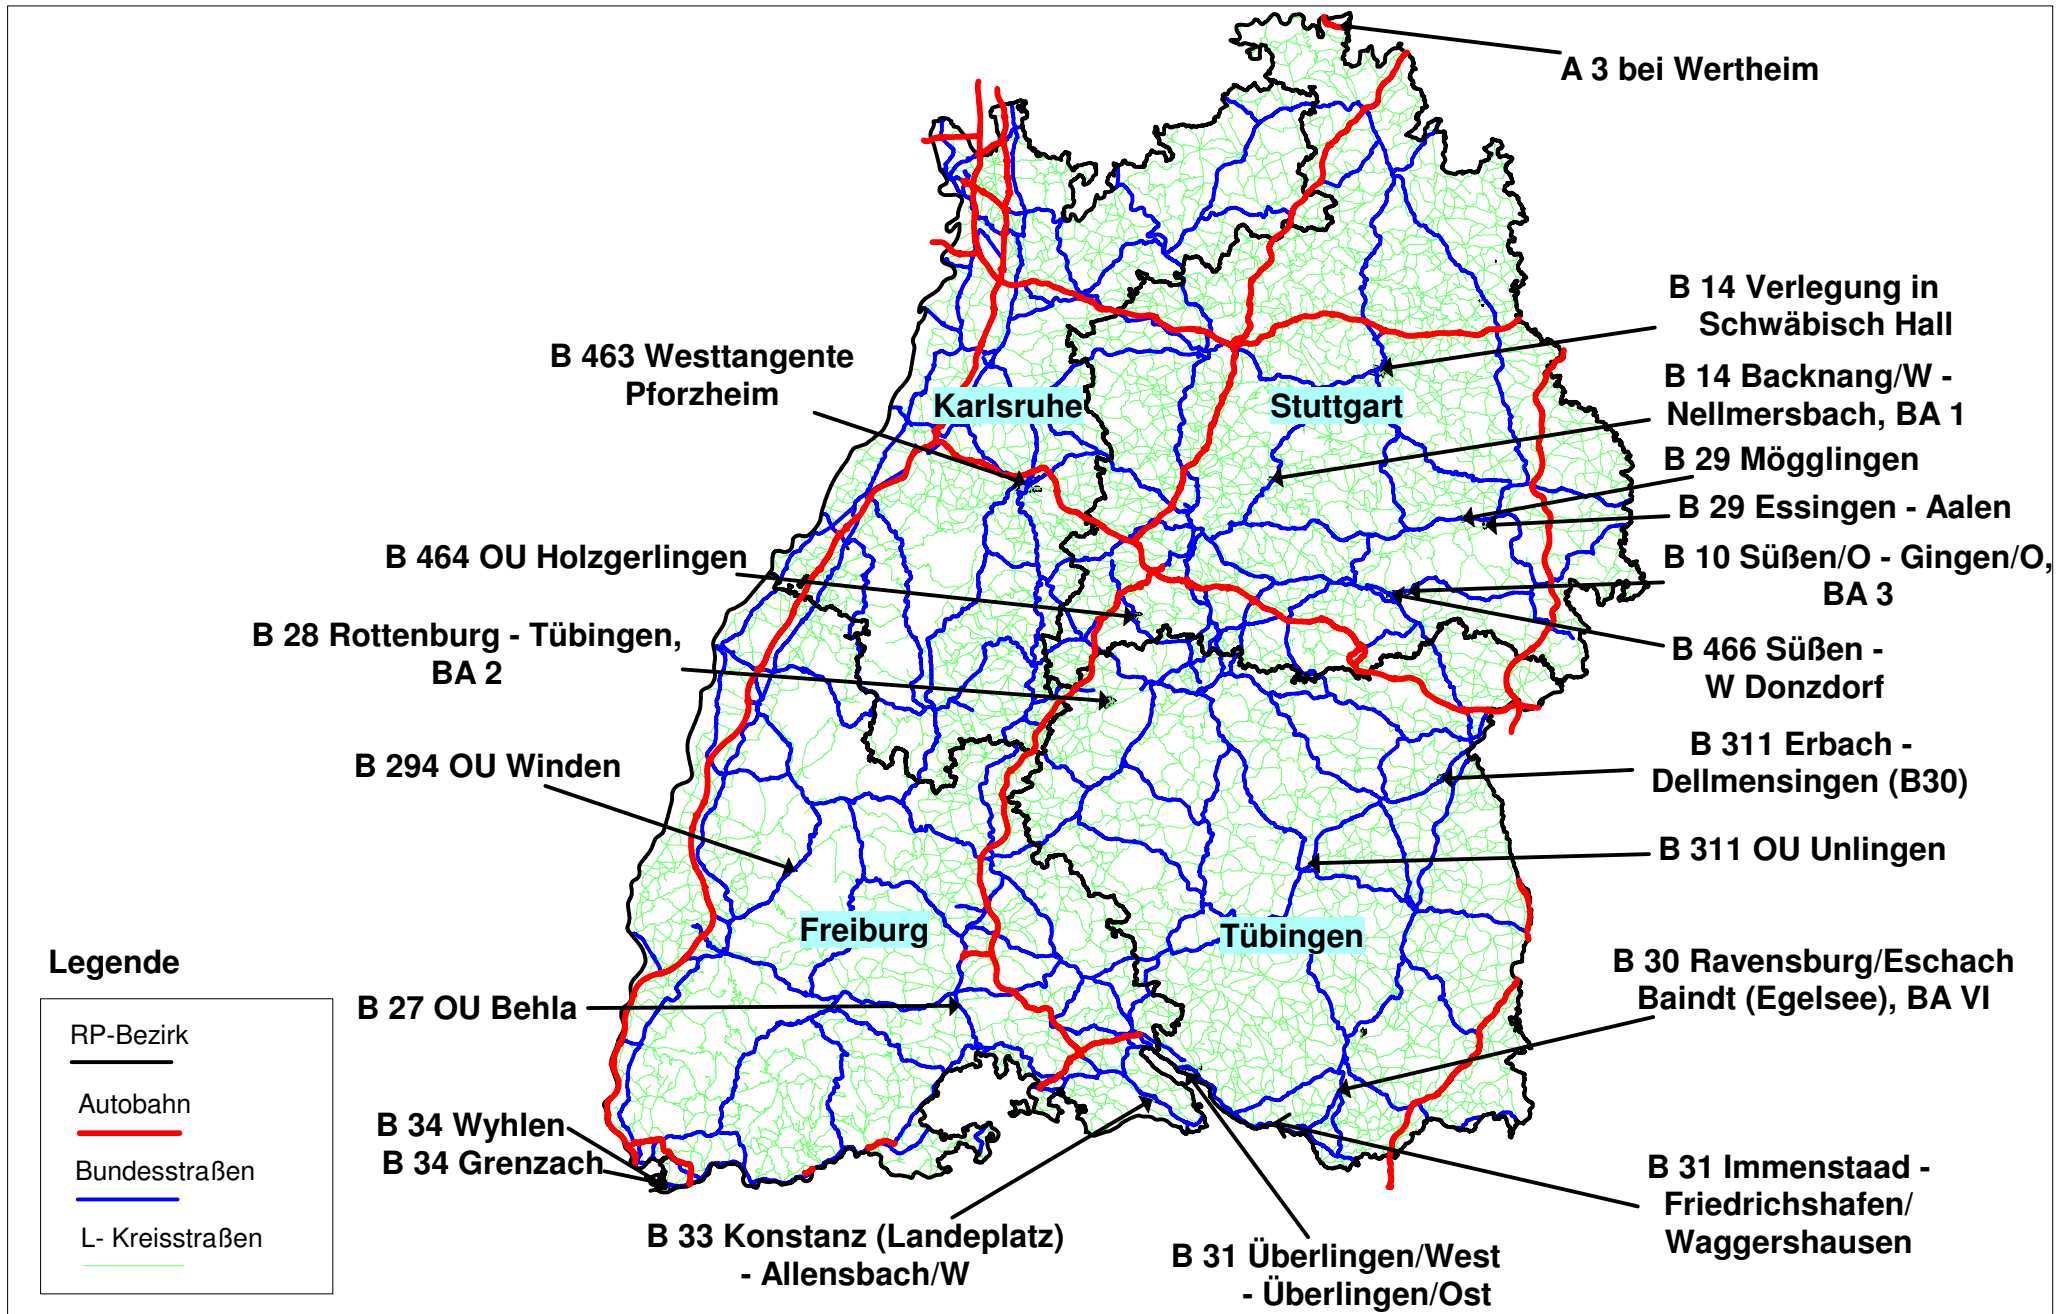 A 3 bei Wertheim
B 14 Verlegung in
Schwäbisch Hall
B 463 Westtangente
Pforzheim
B 14 Backnang/W -
Nellmersbach, BA 1
Karlsruhe
Stuttgart
B 29 Mögglingen
B 29 Essingen - Aalen
B 464 OU Holzgerlingen
B 10 Süßen/O - Gingen/O,
BA 3
B 28 Rottenburg - Tübingen,
BA 2
B 466 Süßen -
W Donzdorf
B 294 OU Winden
B 311 Erbach -
Dellmensingen (B30)
B 311 OU Unlingen
Freiburg
Tübingen
B 30 Ravensburg/Eschach
Baindt (Egelsee), BA VI
B 27 OU Behla
B 34 Wyhlen
B 34 Grenzach
B 33 Konstanz (Landeplatz)
- Allensbach/W
B 31 Überlingen/West
- Überlingen/Ost
B 31 Immenstaad -
Friedrichshafen/
Waggershausen
Legende
RP-Bezirk
Autobahn
Bundesstraßen
L- Kreisstraßen